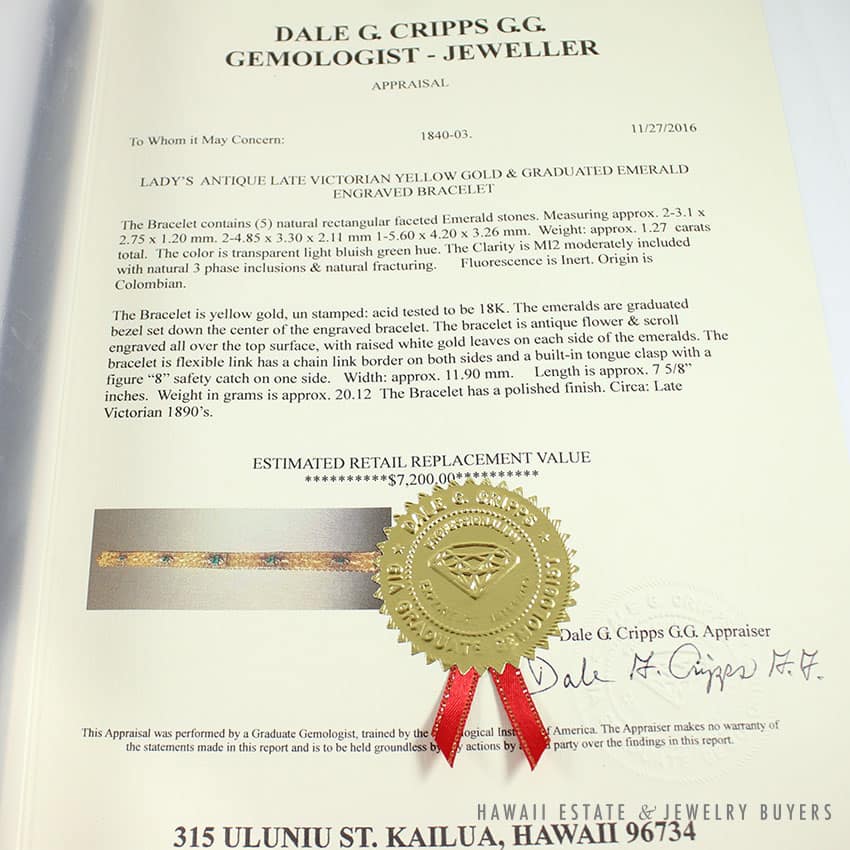 DALE G. CRIPPS G.G.
GEMOLOGIST - JEWELLER
APPRAISAL
To Whom it May Concern: 1840-03. 11/27/2016
LADY'S ANTIQUE LATE VICTORIAN YELLOW GOLD & GRADUATED EMERALD
ENGRAVED BRACELET
The Bracelet contains (5) natural rectangular faceted Emerald stones. Measuring approx. 2-3.1 x
2.75 x 1.20 mm. 2-4.85 x 3.30 x 2.11 mm 1-5.60 x 4.20 x 3.26 mm. Weight: approx. 1.27 carats
total. The color is transparent light bluish green hue. The Clarity is MI2 moderately included
with natural 3 phase inclusions & natural fracturing. Fluorescence is Inert. Origin is
Colombian.
The Bracelet is yellow gold, un stamped: acid tested to be 18K. The emeralds are graduated
bezel set down the center of the engraved bracelet. The bracelet is antique flower & scroll
engraved all over the top surface, with raised white gold leaves on each side of the emeralds. The
bracelet is flexible link has a chain link border on both sides and a built-in tongue clasp with a
figure "8" safety catch on one side. Width: approx. 11.90 mm. Length is approx. 7 5/8"
inches. Weight in grams is approx. 20.12 The Bracelet has a polished finish. Circa: Late
Victorian 1890's.
ESTIMATED RETAIL REPLACEMENT VALUE
**********$7,200.00**********
DALE G. CRIPPS
PROFESSIONAL
GIA GRADUATE GEMOLOGIST
Dale G. Cripps G.G. Appraiser
Dale G. Cripps G.G.
This Appraisal was performed by a Graduate Gemologist, trained by the ological Inst of America. The Appraiser makes no warranty of
the statements made in this report and is to be held groundless by actions by party over the findings in this report.
315 ULUNIU ST. KAILUA, HAWAII 96734
HAWAII ESTATE & JEWELRY BUYERS